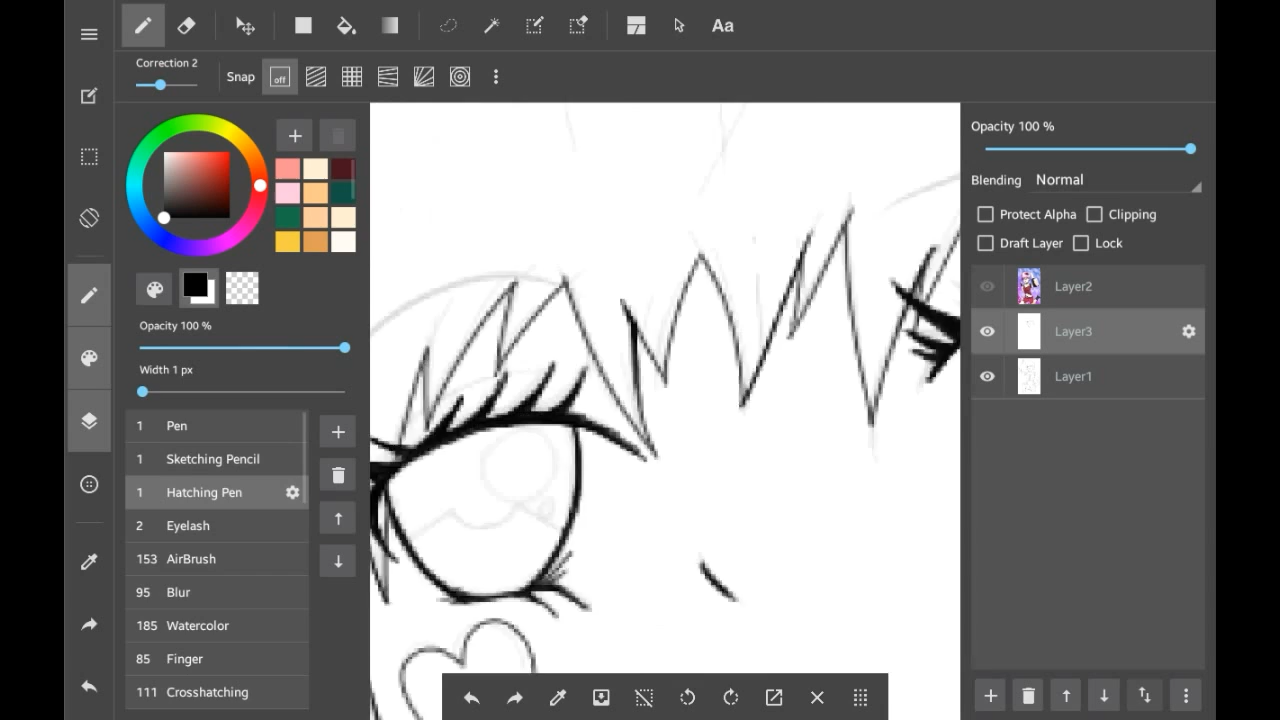 Aa
Correction 2
Snap
off
Opacity 100 %
Width 1 px
1 Pen
1 Sketching Pencil
1 Hatching Pen
2 Eyelash
153 AirBrush
95 Blur
185 Watercolor
85 Finger
111 Crosshatching
Opacity 100 %
Blending Normal
Protect Alpha Clipping
Draft Layer Lock
Layer2
Layer3
Layer1